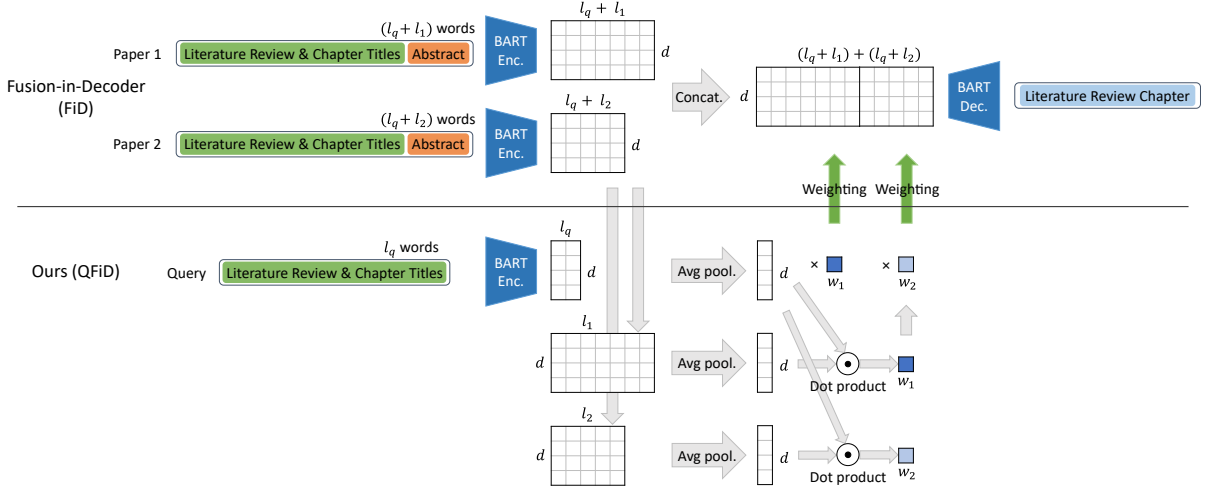 (l_q + l_1) words
l_q + l_1
Paper 1
Literature Review & Chapter Titles
Abstract
BART
Enc.
d
Fusion-in-Decoder
(FiD)
Concat.
(l_q + l_1) + (l_q + l_2)
d
BART
Dec.
Literature Review Chapter
(l_q + l_2) words
l_q + l_2
Paper 2
Literature Review & Chapter Titles
Abstract
BART
Enc.
d
Weighting
Weighting
Ours (QFiD)
l_q words
l_q
Query
Literature Review & Chapter Titles
BART
Enc.
d
Avg pool.
d
× w_1
× w_2
l_1
d
Avg pool.
d
Dot product
w_1
l_2
d
Avg pool.
d
Dot product
w_2